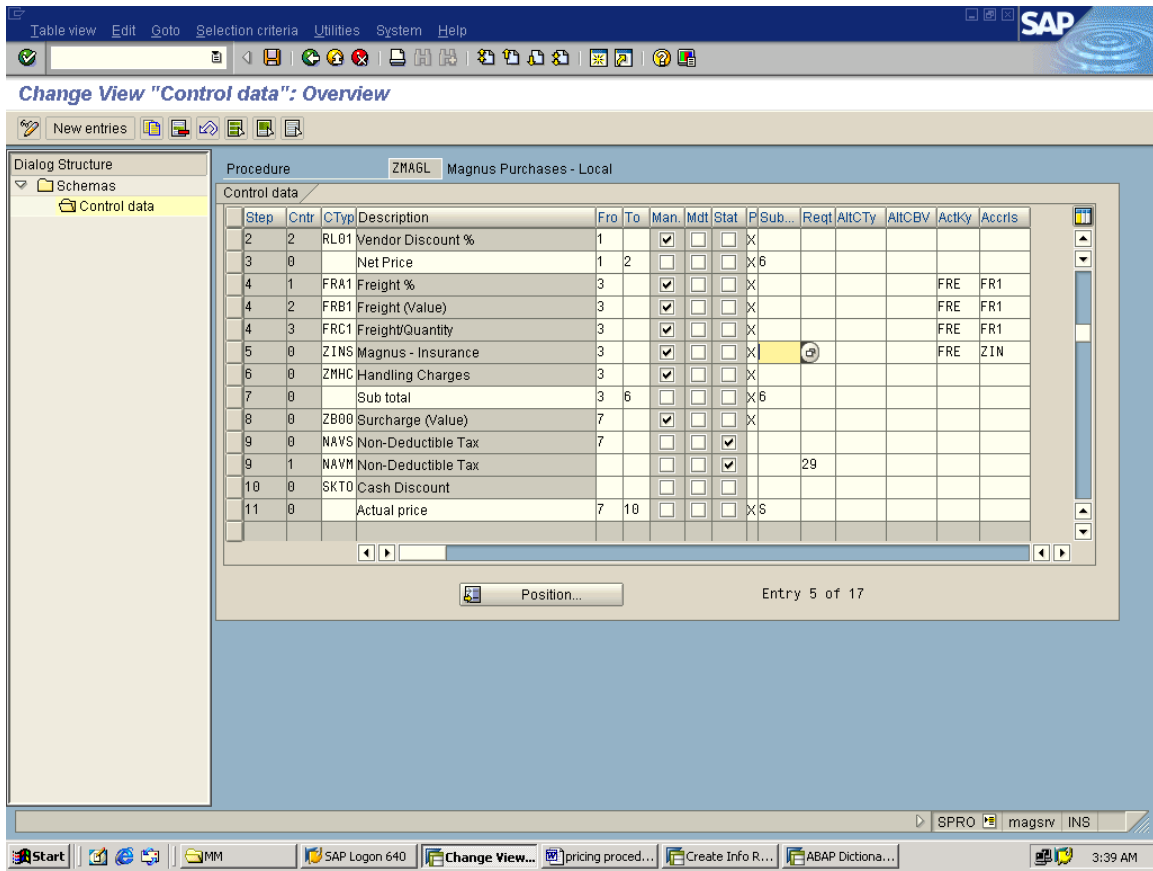 Table view Edit Goto Selection criteria Utilities System Help
SAP
Change View "Control data": Overview
New entries
Dialog Structure
Schemas
Control data
Procedure ZMAGL Magnus Purchases - Local
Control data
Step Cntr CTyp Description Fro To Man. Mdt Stat P Sub... Reqt AltCTy AltCBV ActKy Accrls
2 2 RL01 Vendor Discount % 1 X
3 0 Net Price 1 2 X 6
4 1 FRA1 Freight % 3 X FRE FR1
4 2 FRB1 Freight (Value) 3 X FRE FR1
4 3 FRC1 Freight/Quantity 3 X FRE FR1
5 0 ZINS Magnus - Insurance 3 X FRE ZIN
6 0 ZMHC Handling Charges 3 X
7 0 Sub total 3 6 X 6
8 0 ZB00 Surcharge (Value) 7 X
9 0 NAVS Non-Deductible Tax 7
9 1 NAVM Non-Deductible Tax 29
10 0 SKTO Cash Discount
11 0 Actual price 7 10 X S
Position... Entry 5 of 17
SPRO magsrv INS
Start MM SAP Logon 640 Change View... pricing proced... Create Info R... ABAP Dictiona... 3:39 AM